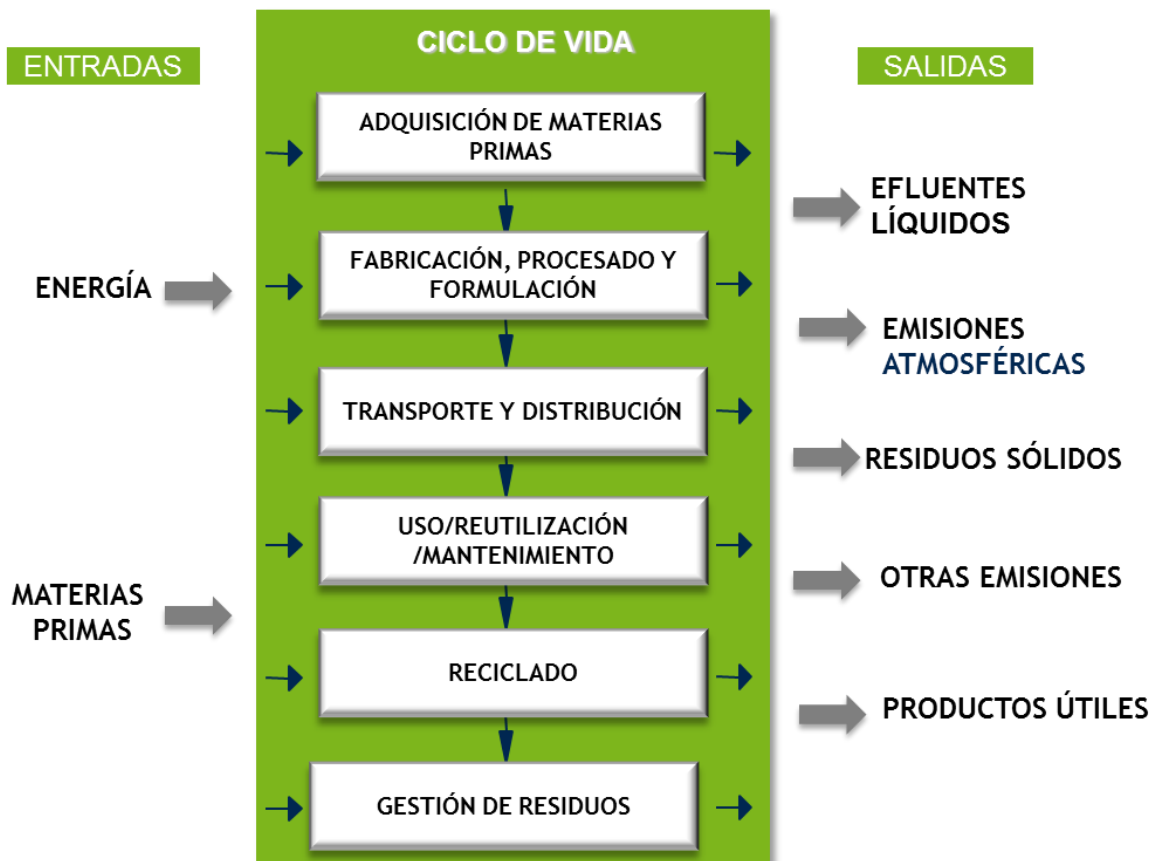 CICLO DE VIDA
ENTRADAS
SALIDAS
ADQUISICIÓN DE MATERIAS
PRIMAS
FABRICACIÓN, PROCESADO Y
FORMULACIÓN
TRANSPORTE Y DISTRIBUCIÓN
USO/REUTILIZACIÓN
/MANTENIMIENTO
RECICLADO
GESTIÓN DE RESIDUOS
ENERGÍA
MATERIAS
PRIMAS
EFLUENTES
LÍQUIDOS
EMISIONES
ATMOSFÉRICAS
RESIDUOS SÓLIDOS
OTRAS EMISIONES
PRODUCTOS ÚTILES